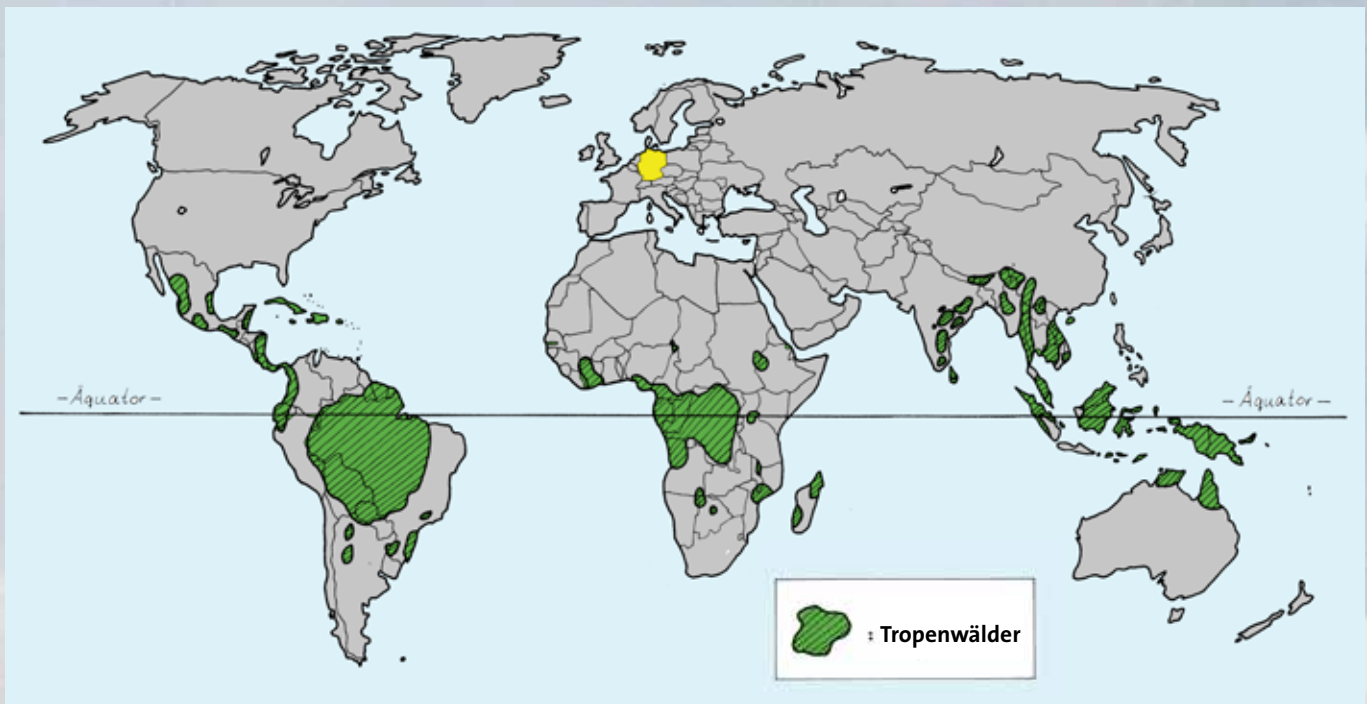 – Äquator –
– Äquator –
: Tropenwälder